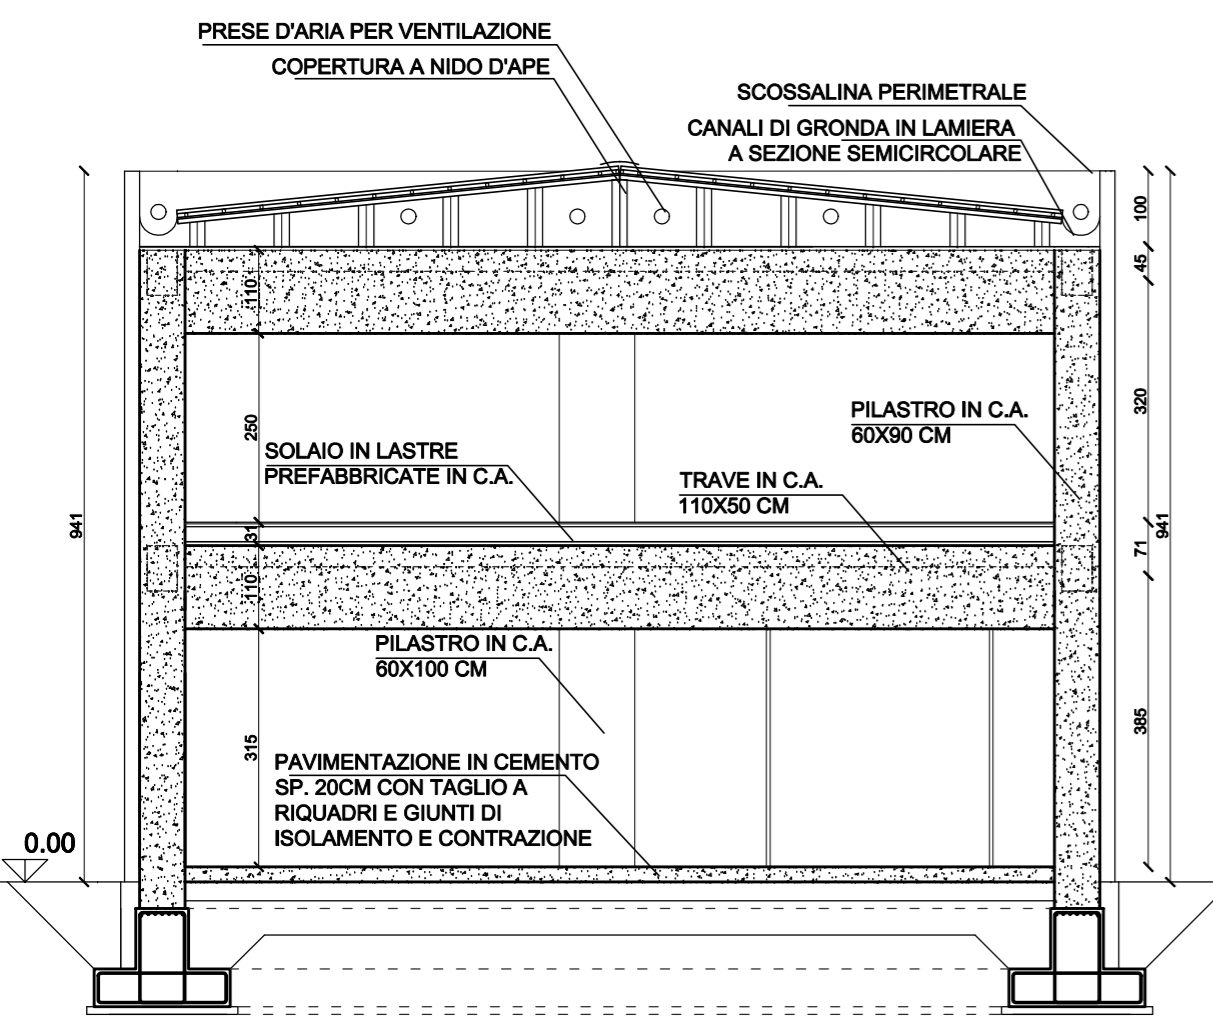 PRESE D'ARIA PER VENTILAZIONE
COPERTURA A NIDO D'APE
SCOSSALINA PERIMETRALE
CANALI DI GRONDA IN LAMIERA
A SEZIONE SEMICIRCOLARE
100
45
110
320
250
PILASTRO IN C.A.
60X90 CM
SOLAIO IN LASTRE
PREFABBRICATE IN C.A.
TRAVE IN C.A.
110X50 CM
941
31
71
941
110
PILASTRO IN C.A.
60X100 CM
385
315
PAVIMENTAZIONE IN CEMENTO
SP. 20CM CON TAGLIO A
RIQUADRI E GIUNTI DI
ISOLAMENTO E CONTRAZIONE
0.00